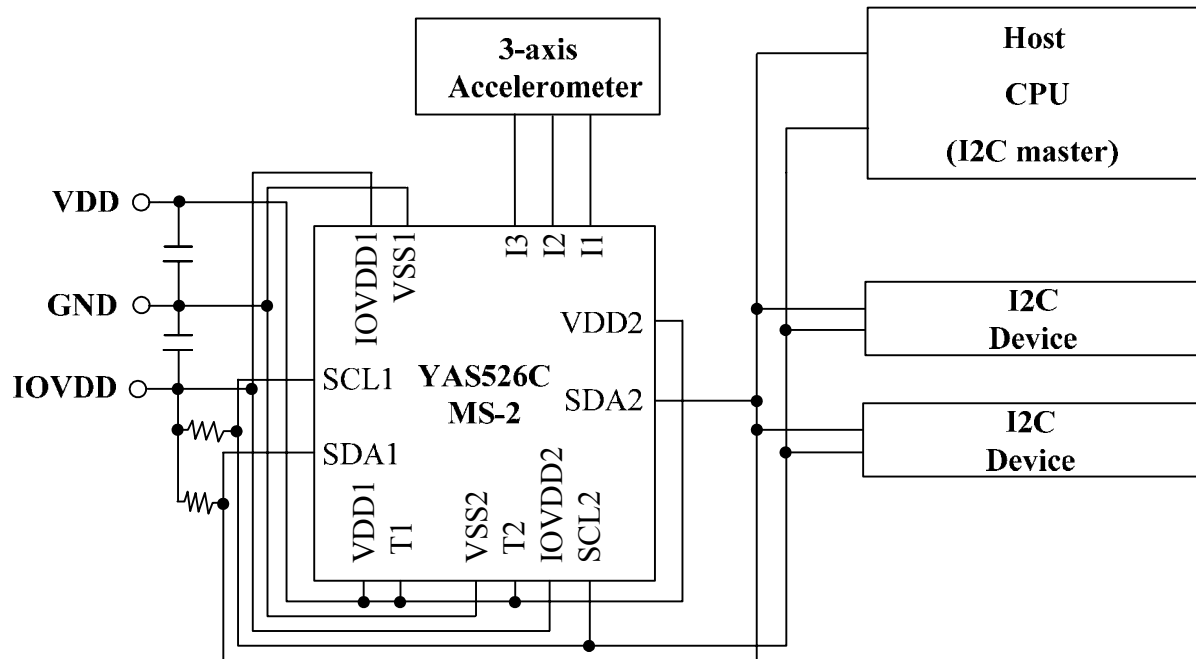 3-axis
Accelerometer
Host
CPU
(I2C master)
VDD
GND
IOVDD
IOVDD1
VSS1
I3
I2
I1
VDD2
SCL1
YAS526C
MS-2
SDA2
SDA1
VDD1
T1
VSS2
T2
IOVDD2
SCL2
I2C
Device
I2C
Device